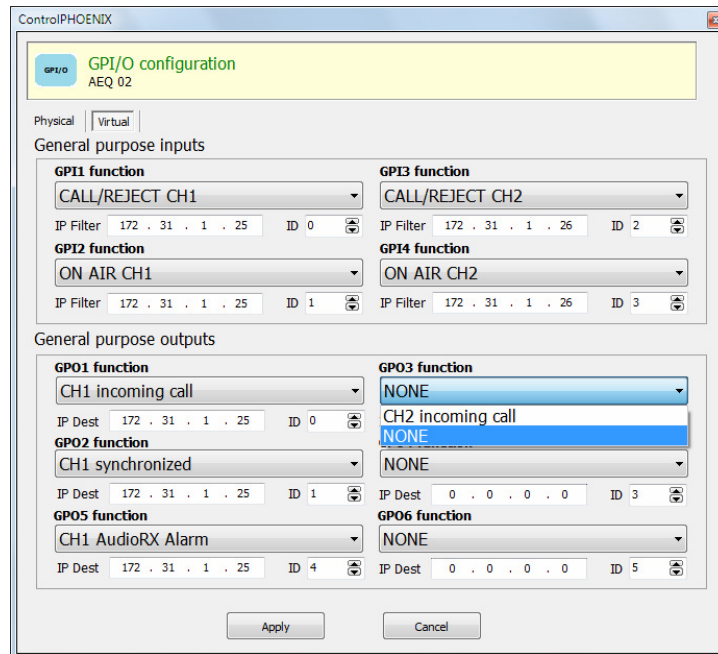 ControlPHOENIX
GPI/O GPI/O configuration
AEQ 02
Physical Virtual
General purpose inputs
GPI1 function GPI3 function
CALL/REJECT CH1 CALL/REJECT CH2
IP Filter 172 . 31 . 1 . 25 ID 0 IP Filter 172 . 31 . 1 . 26 ID 2
GPI2 function GPI4 function
ON AIR CH1 ON AIR CH2
IP Filter 172 . 31 . 1 . 25 ID 1 IP Filter 172 . 31 . 1 . 26 ID 3
General purpose outputs
GPO1 function GPO3 function
CH1 incoming call NONE
IP Dest 172 . 31 . 1 . 25 ID 0 CH2 incoming call
NONE
GPO2 function
CH1 synchronized NONE
IP Dest 172 . 31 . 1 . 25 ID 1 IP Dest 0 . 0 . 0 . 0 ID 3
GPO5 function GPO6 function
CH1 AudioRX Alarm NONE
IP Dest 172 . 31 . 1 . 25 ID 4 IP Dest 0 . 0 . 0 . 0 ID 5
Apply Cancel